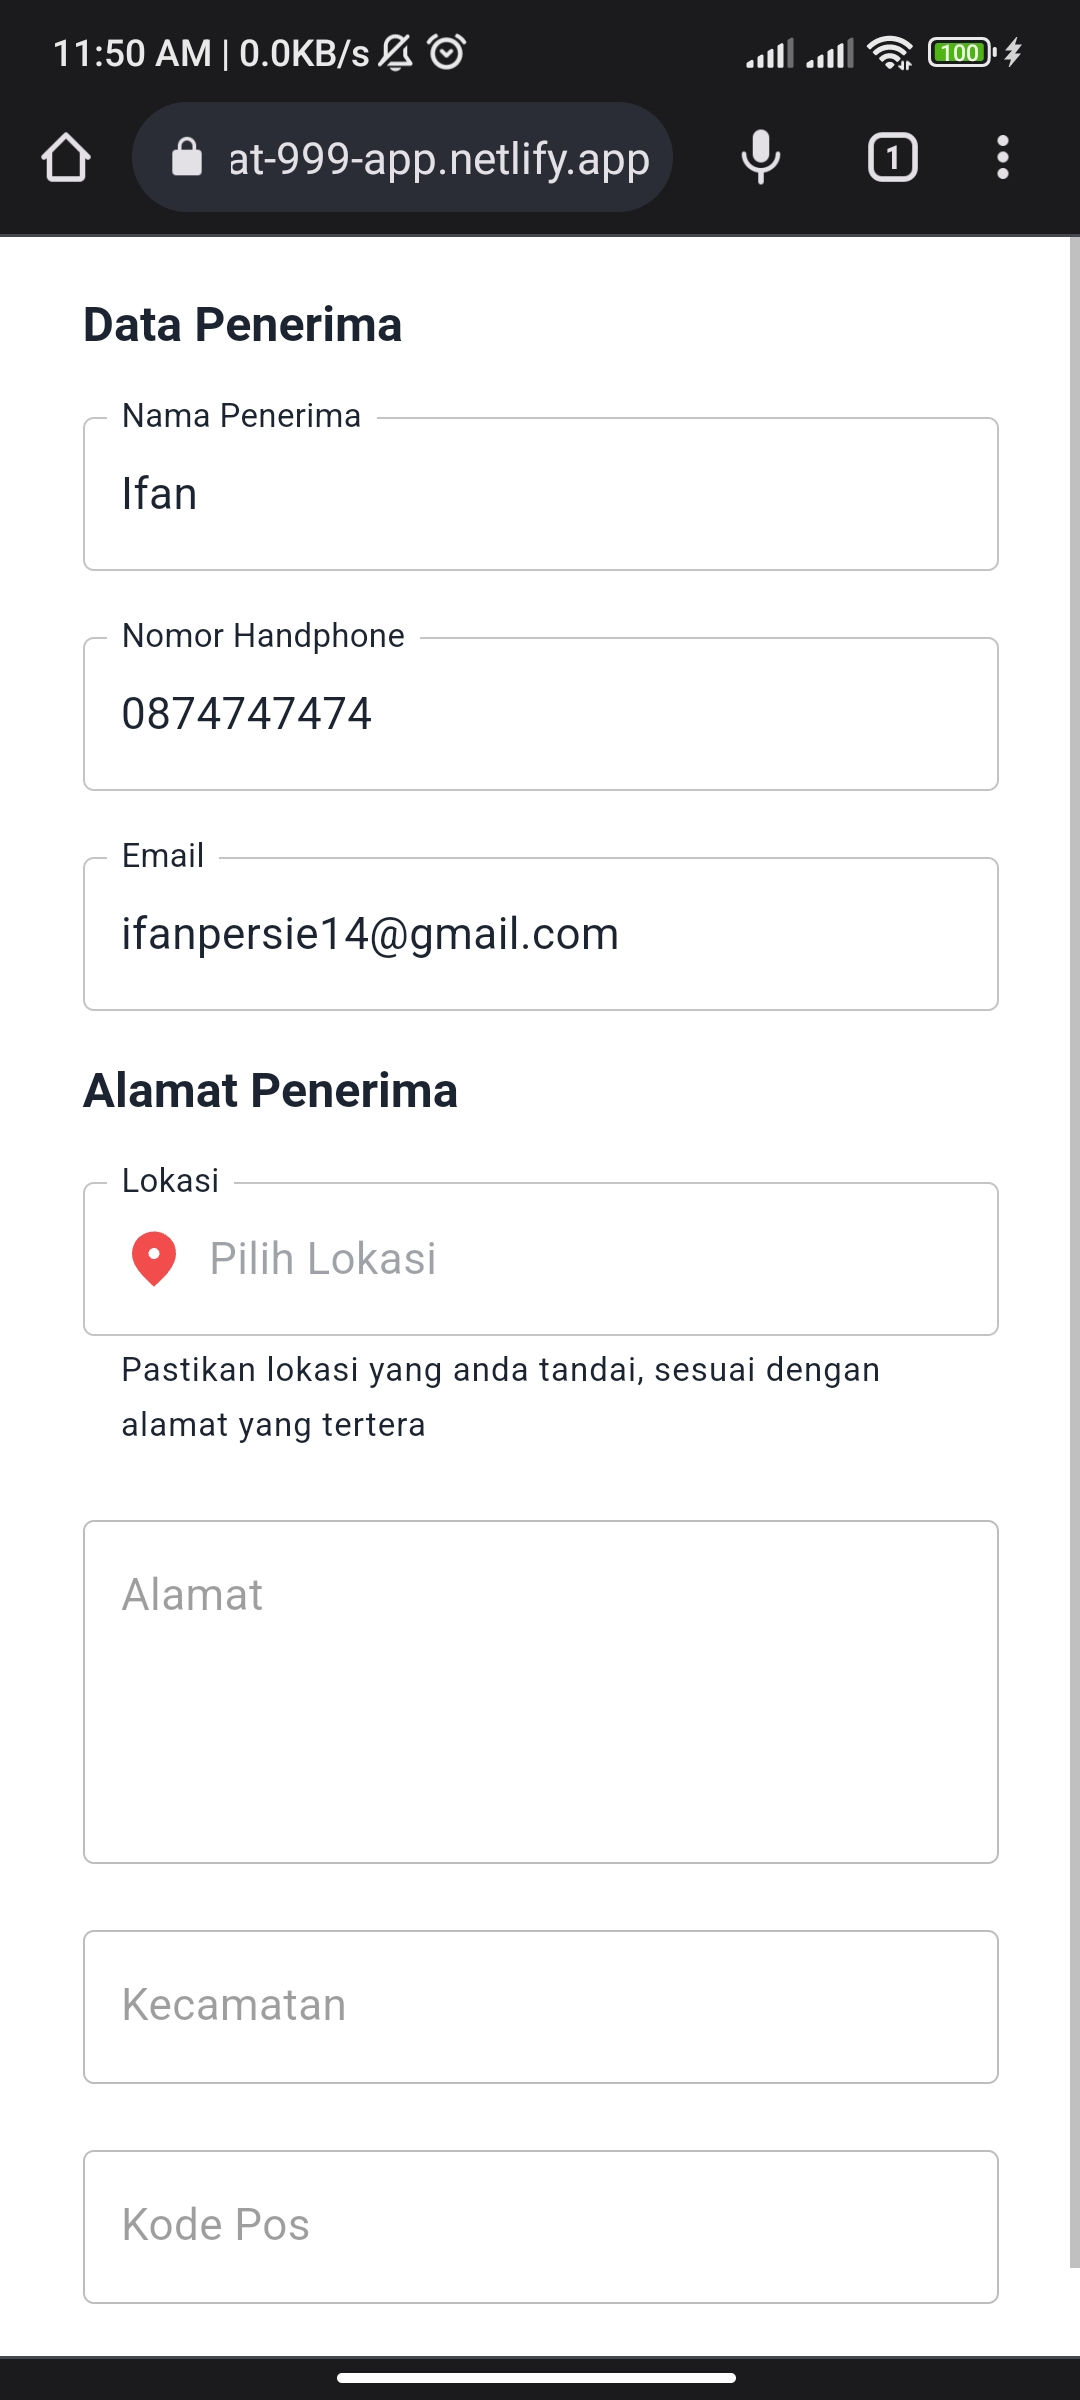 11:50 AM | 0.0KB/s
100
at-999-app.netlify.app
1
Data Penerima
Nama Penerima
Ifan
Nomor Handphone
0874747474
Email
ifanpersie14@gmail.com
Alamat Penerima
Lokasi
Pilih Lokasi
Pastikan lokasi yang anda tandai, sesuai dengan
alamat yang tertera
Alamat
Kecamatan
Kode Pos